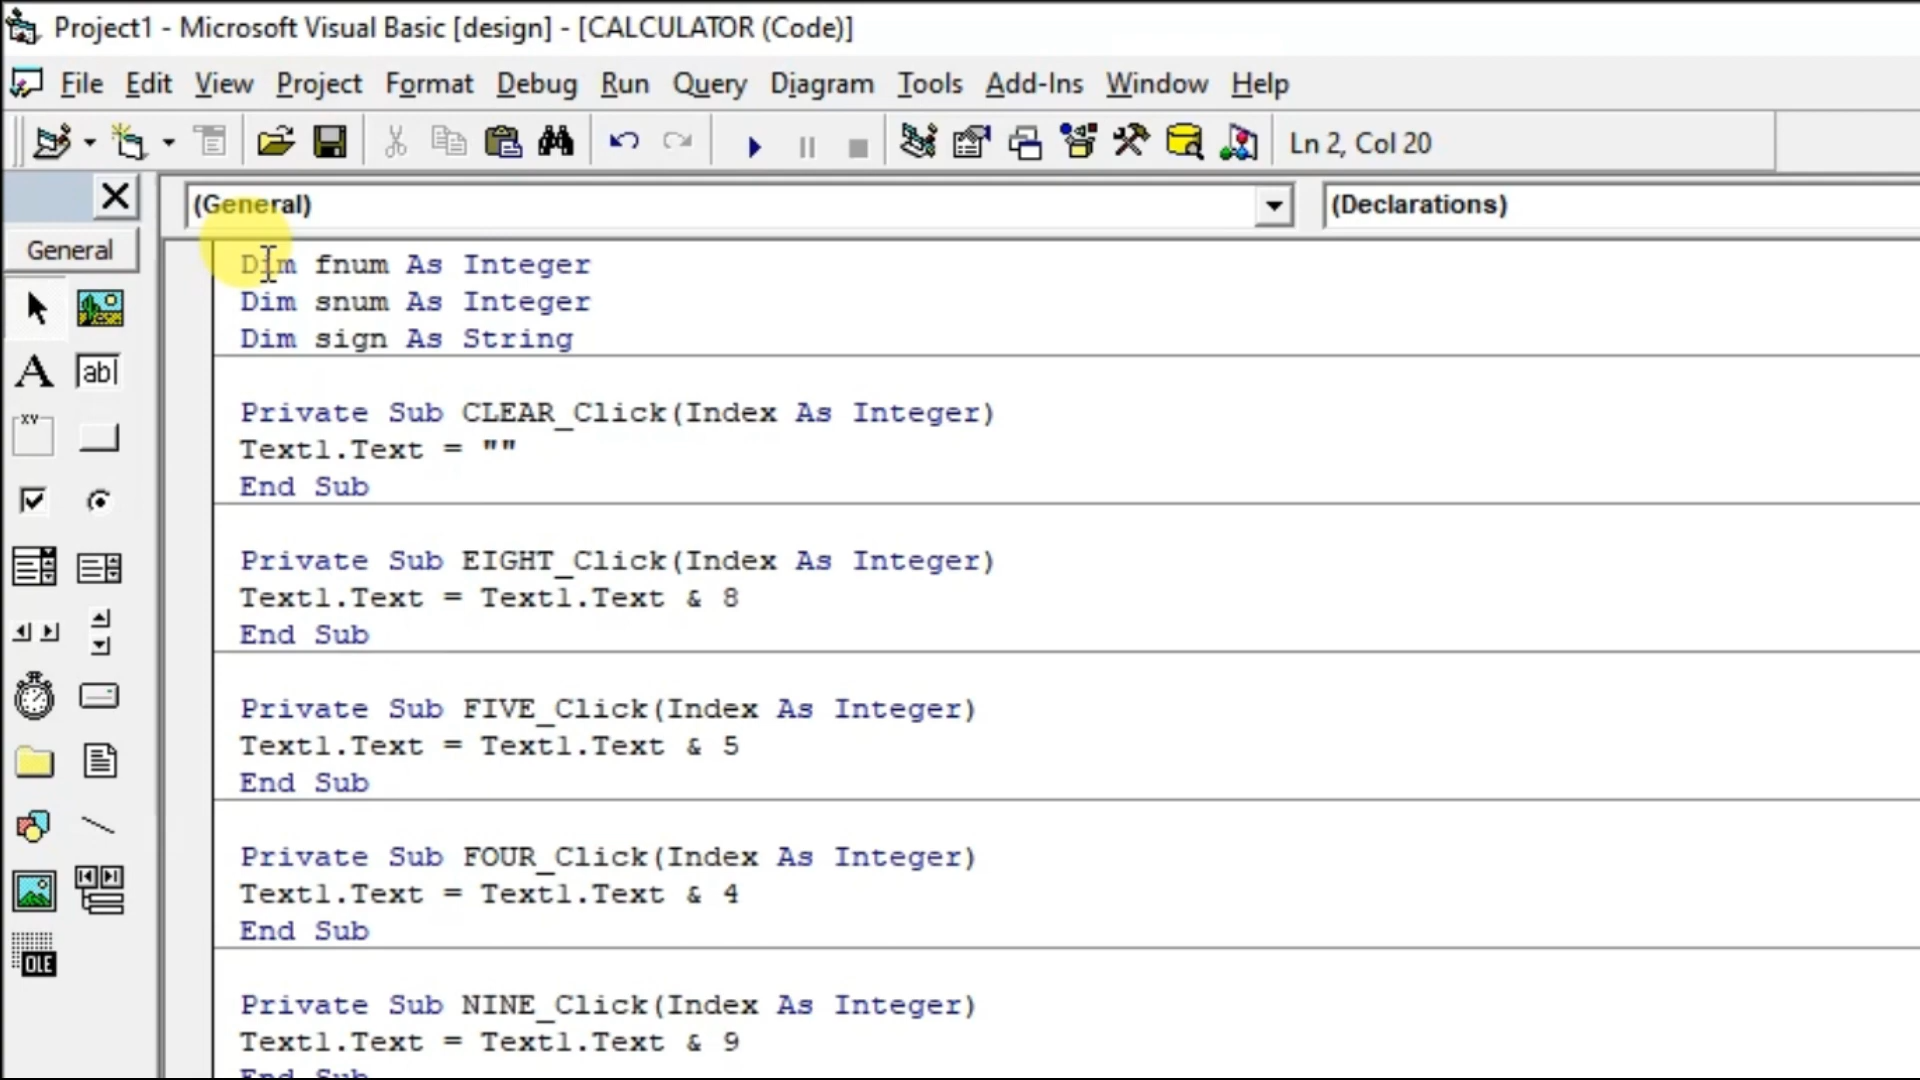 Project1 - Microsoft Visual Basic [design] - [CALCULATOR (Code)]
File Edit View Project Format Debug Run Query Diagram Tools Add-Ins Window Help
Ln 2, Col 20
(General) (Declarations)
General
Dim fnum As Integer
Dim snum As Integer
Dim sign As String
A ab|
XY
Private Sub CLEAR_Click(Index As Integer)
Text1.Text = ""
End Sub
Private Sub EIGHT_Click(Index As Integer)
Text1.Text = Text1.Text & 8
End Sub
Private Sub FIVE_Click(Index As Integer)
Text1.Text = Text1.Text & 5
End Sub
Private Sub FOUR_Click(Index As Integer)
Text1.Text = Text1.Text & 4
End Sub
OLE
Private Sub NINE_Click(Index As Integer)
Text1.Text = Text1.Text & 9
End Sub